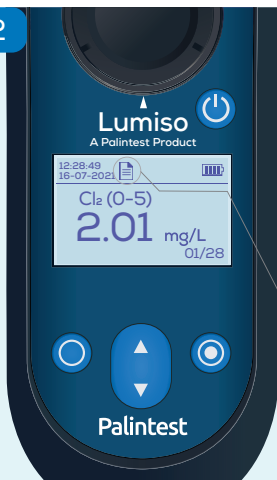 2
Lumiso
A Palintest Product
12:28:49
16-07-2021
Cl₂ (0-5)
2.01 mg/L
01/28
Palintest